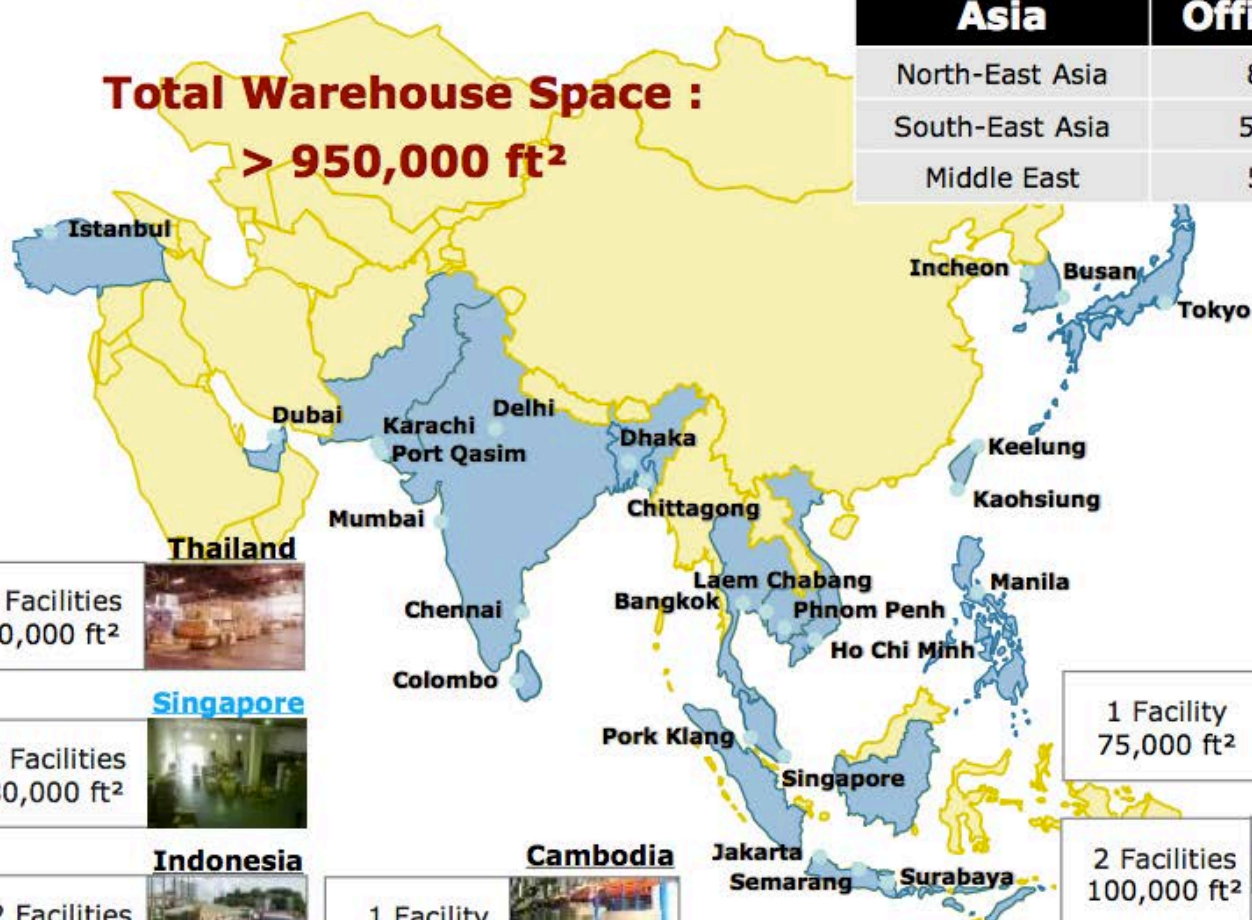 Asia
North-East Asia
South-East Asia
Middle East
Total Warehouse Space :
> 950,000 ft²
Istanbul
Incheon
Busan
Tokyo
Dubai
Karachi
Delhi
Port Qasim
Dhaka
Keelung
Kaohsiung
Chittagong
Mumbai
Thailand
Facilities
Laem Chabang
Manila
Bangkok
Phnom Penh
Chennai
Ho Chi Minh
Colombo
Singapore
Facilities
1 Facility
75,000 ft²
Pork Klang
Singapore
Indonesia
Facilities
Cambodia
1 Facility
Jakarta
Semarang
Surabaya
2 Facilities
100,000 ft²